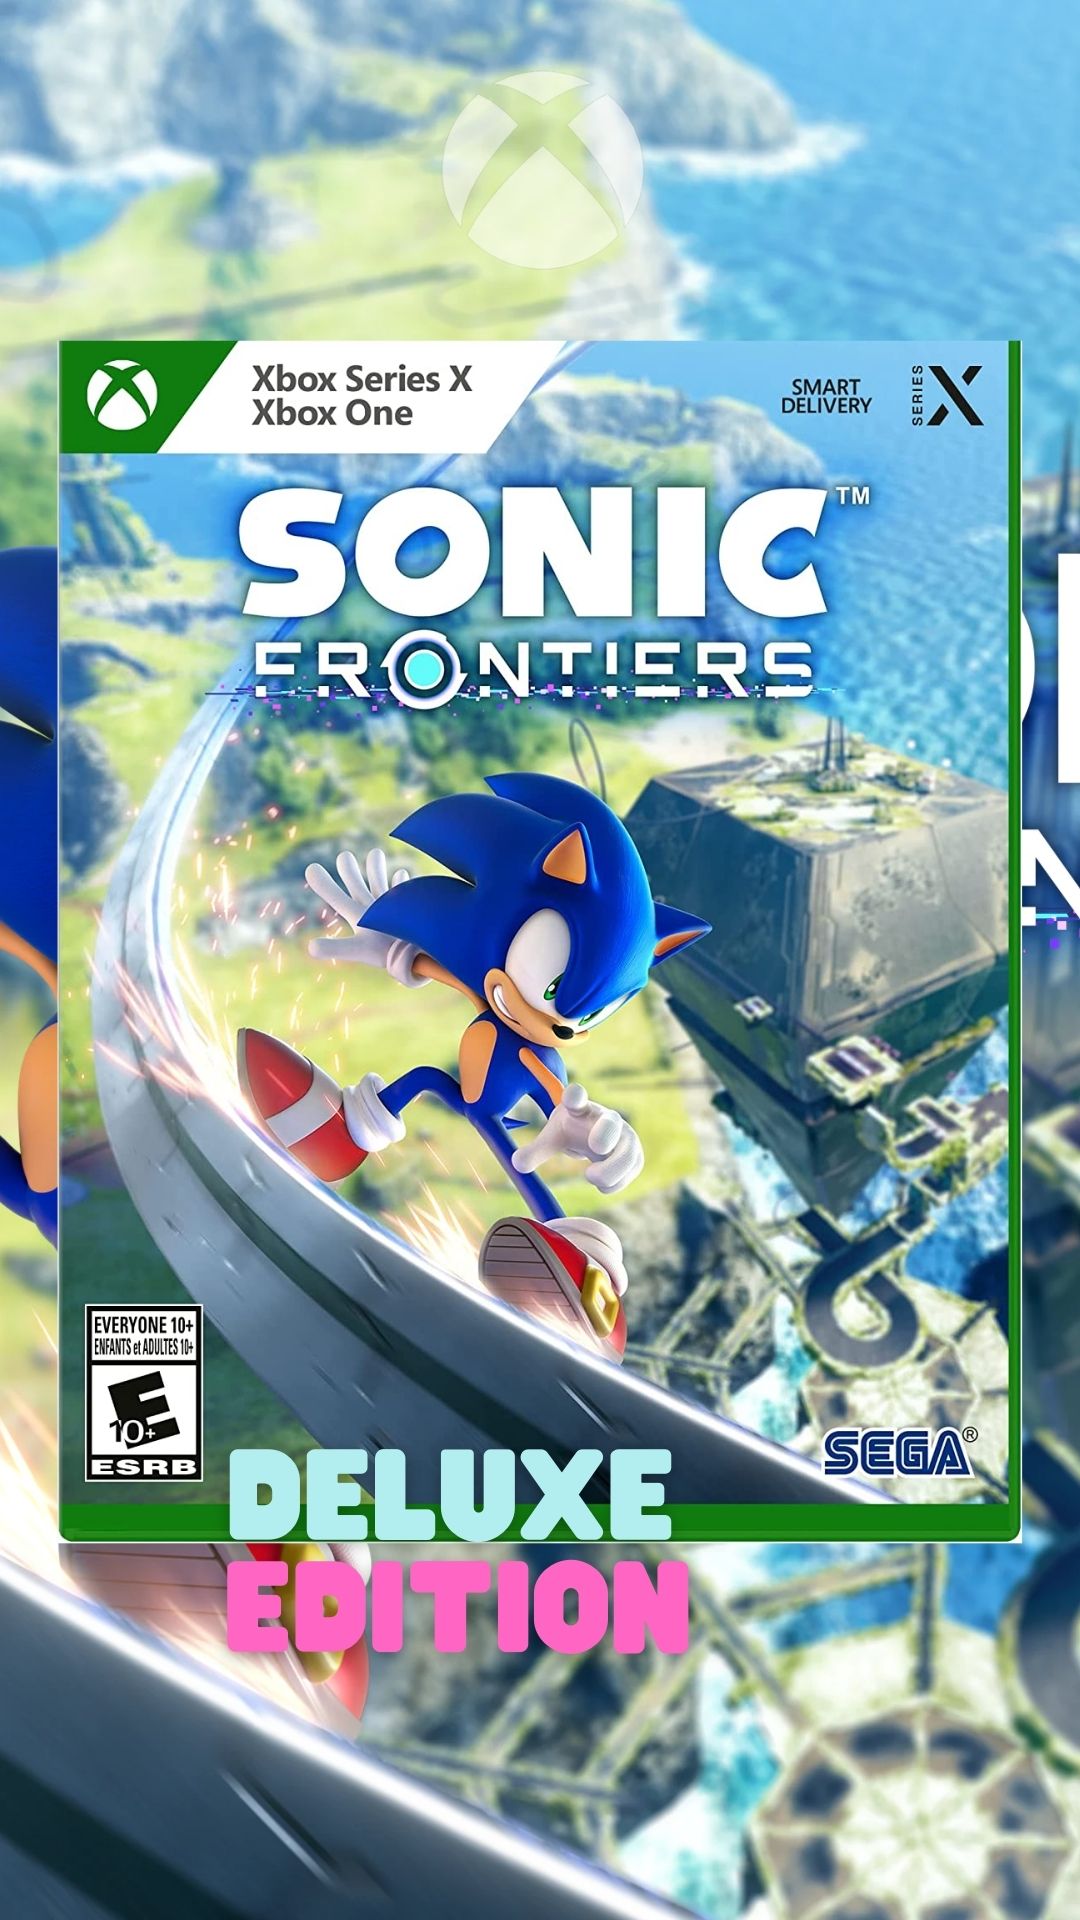 Xbox Series X
Xbox One
SMART
DELIVERY
SERIES X
SONIC™
FRONTIERS
EVERYONE 10+
ENFANTS et ADULTES 10+
E
10+
ESRB
SEGA®
DELUXE
EDITION